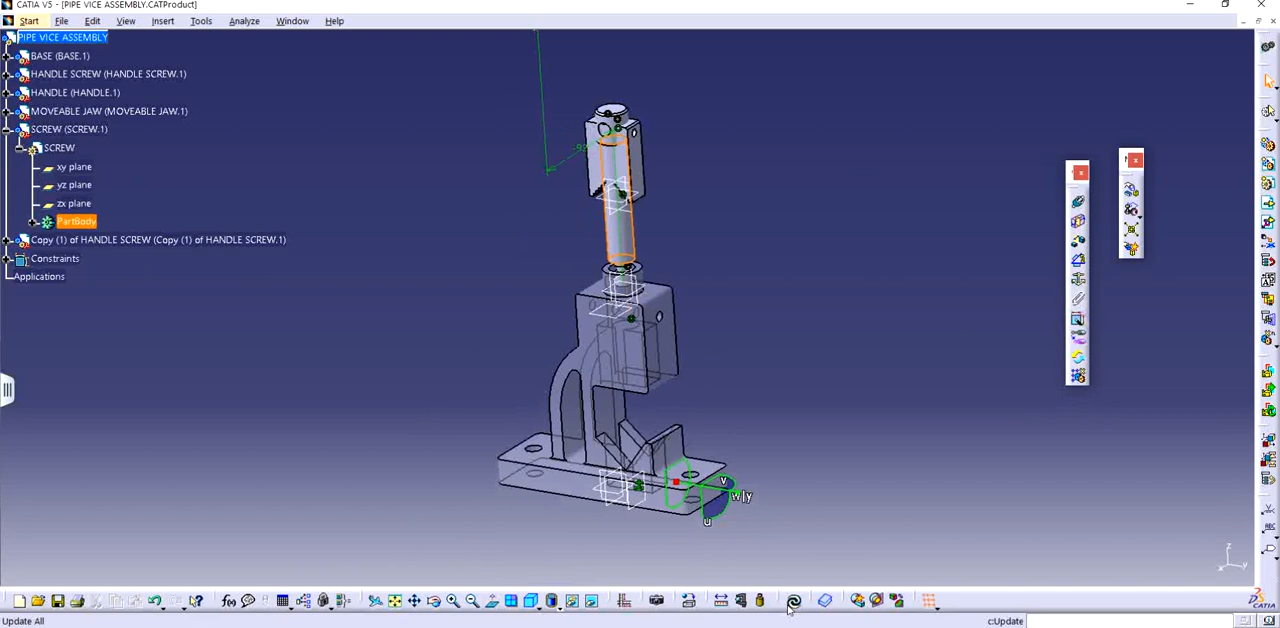 CATIA V5 - [PIPE VICE ASSEMBLY.CATProduct]
Start File Edit View Insert Tools Analyze Window Help
PIPE VICE ASSEMBLY
BASE (BASE.1)
HANDLE SCREW (HANDLE SCREW.1)
HANDLE (HANDLE.1)
MOVEABLE JAW (MOVEABLE JAW.1)
SCREW (SCREW.1)
SCREW
xy plane
yz plane
zx plane
PartBody
Copy (1) of HANDLE SCREW (Copy (1) of HANDLE SCREW.1)
Constraints
Applications
v
w|y
u
z
y
f(x)
CATIA
Update All
c:Update